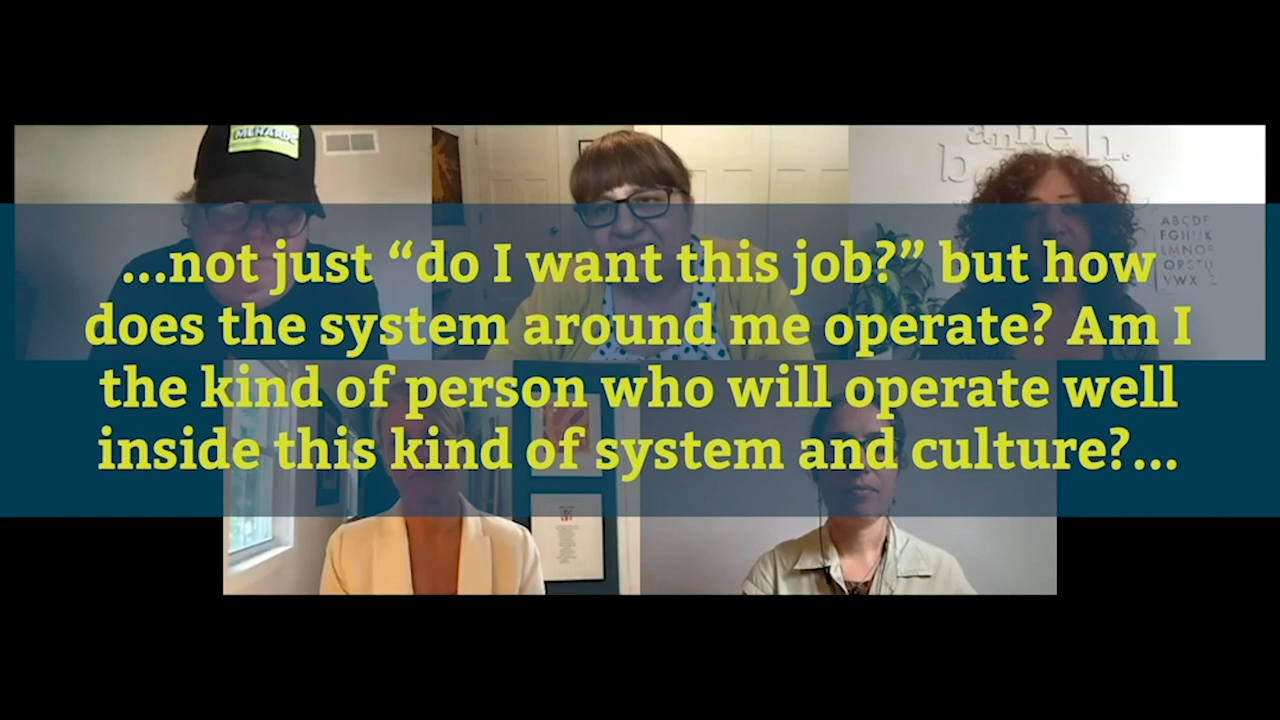 MENARDS
ABCDE
...not just “do I want this job?” but how
does the system around me operate? Am I
the kind of person who will operate well
inside this kind of system and culture?...